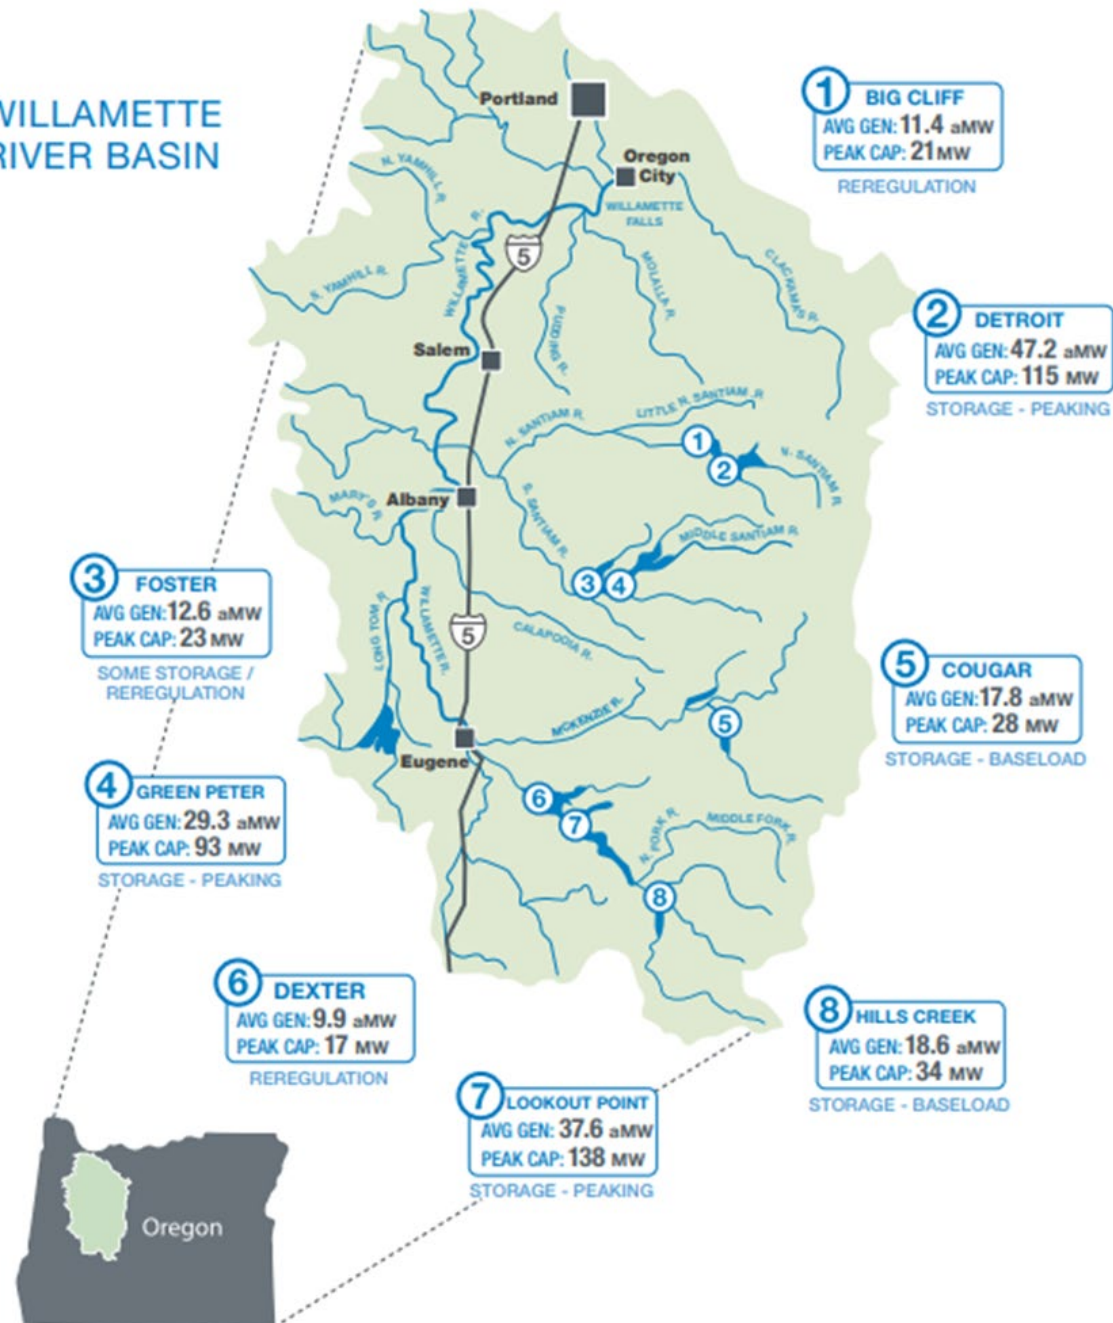 WILLAMETTE
RIVER BASIN
Portland
Oregon
City
WILLAMETTE
FALLS
N. YAMHILL R.
S. YAMHILL R.
WILLAMETTE R.
5
PUDDING R.
MOLALLA R.
CLACKAMAS R.
Salem
N. SANTIAM R.
LITTLE R. SANTIAM .R
1
2
N. SANTIAM R.
MARY'S R.
Albany
S. SANTIAM R.
MIDDLE SANTIAM R.
3
4
LONG TOM R.
WILLAMETTE R.
5
CALAPOOIA R.
MCKENZIE R.
5
Eugene
6
7
N. FORK R.
MIDDLE FORK R.
8
1 BIG CLIFF
AVG GEN: 11.4 aMW
PEAK CAP: 21 MW
REREGULATION
2 DETROIT
AVG GEN: 47.2 aMW
PEAK CAP: 115 MW
STORAGE - PEAKING
3 FOSTER
AVG GEN: 12.6 aMW
PEAK CAP: 23 MW
SOME STORAGE /
REREGULATION
4 GREEN PETER
AVG GEN: 29.3 aMW
PEAK CAP: 93 MW
STORAGE - PEAKING
5 COUGAR
AVG GEN: 17.8 aMW
PEAK CAP: 28 MW
STORAGE - BASELOAD
6 DEXTER
AVG GEN: 9.9 aMW
PEAK CAP: 17 MW
REREGULATION
7 LOOKOUT POINT
AVG GEN: 37.6 aMW
PEAK CAP: 138 MW
STORAGE - PEAKING
8 HILLS CREEK
AVG GEN: 18.6 aMW
PEAK CAP: 34 MW
STORAGE - BASELOAD
Oregon